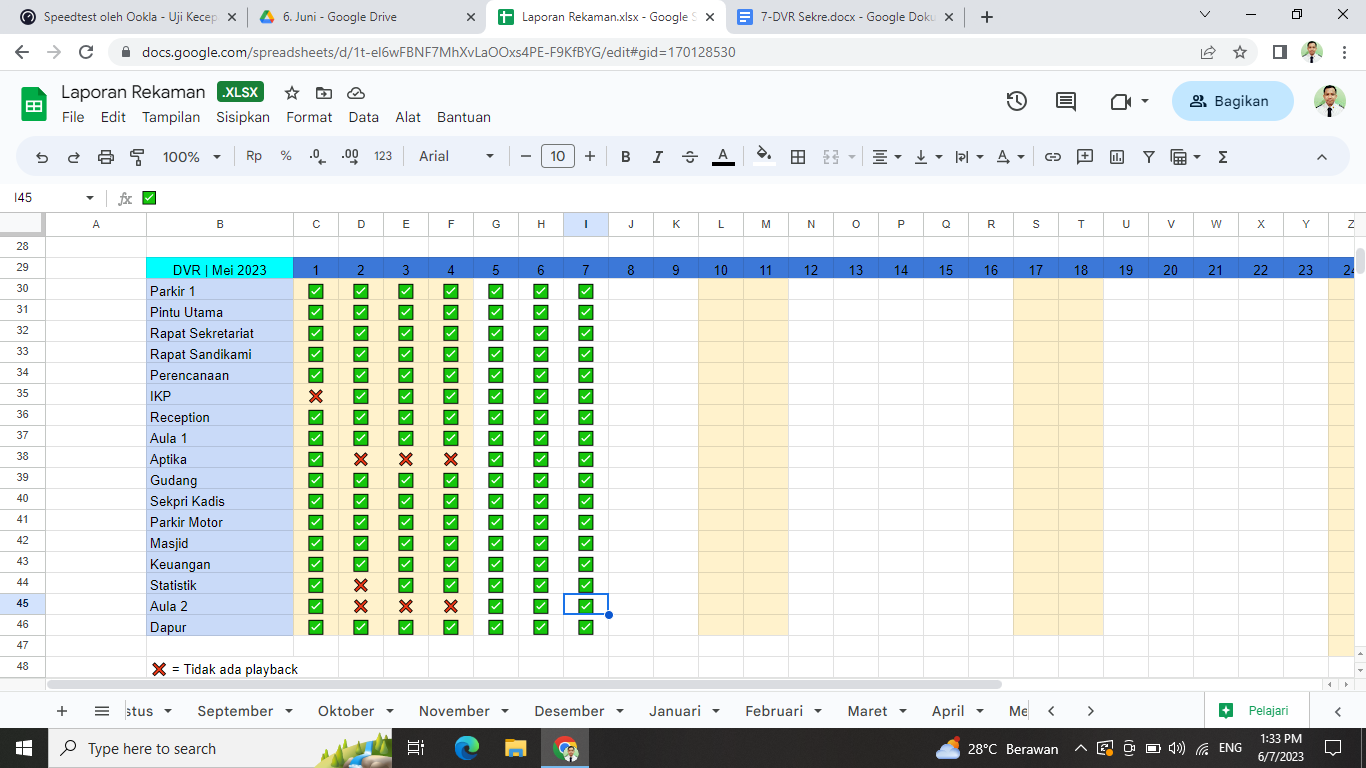 Speedtest oleh Ookla - Uji Kecep
6. Juni - Google Drive
Laporan Rekaman.xlsx - Google S
7-DVR Sekre.docx - Google Doku
docs.google.com/spreadsheets/d/1t-el6wFBNF7MhXvLaOOxs4PE-F9KfBYG/edit#gid=170128530
Laporan Rekaman .XLSX
File Edit Tampilan Sisipkan Format Data Alat Bantuan
Bagikan
100% Rp % .0 .00 123 Arial 10 B I S A
I45 fx ✅
A B C D E F G H I J K L M N O P Q R S T U V W X Y Z
28
29 DVR | Mei 2023 1 2 3 4 5 6 7 8 9 10 11 12 13 14 15 16 17 18 19 20 21 22 23 24
30 Parkir 1 ✅ ✅ ✅ ✅ ✅ ✅ ✅
31 Pintu Utama ✅ ✅ ✅ ✅ ✅ ✅ ✅
32 Rapat Sekretariat ✅ ✅ ✅ ✅ ✅ ✅ ✅
33 Rapat Sandikami ✅ ✅ ✅ ✅ ✅ ✅ ✅
34 Perencanaan ✅ ✅ ✅ ✅ ✅ ✅ ✅
35 IKP ❌ ✅ ✅ ✅ ✅ ✅ ✅
36 Reception ✅ ✅ ✅ ✅ ✅ ✅ ✅
37 Aula 1 ✅ ✅ ✅ ✅ ✅ ✅ ✅
38 Aptika ✅ ❌ ❌ ❌ ✅ ✅ ✅
39 Gudang ✅ ✅ ✅ ✅ ✅ ✅ ✅
40 Sekpri Kadis ✅ ✅ ✅ ✅ ✅ ✅ ✅
41 Parkir Motor ✅ ✅ ✅ ✅ ✅ ✅ ✅
42 Masjid ✅ ✅ ✅ ✅ ✅ ✅ ✅
43 Keuangan ✅ ✅ ✅ ✅ ✅ ✅ ✅
44 Statistik ✅ ❌ ✅ ✅ ✅ ✅ ✅
45 Aula 2 ✅ ❌ ❌ ❌ ✅ ✅ ✅
46 Dapur ✅ ✅ ✅ ✅ ✅ ✅ ✅
47
48 ❌ = Tidak ada playback
stus September Oktober November Desember Januari Februari Maret April Me
Pelajari
Type here to search
28°C Berawan
ENG
1:33 PM
6/7/2023